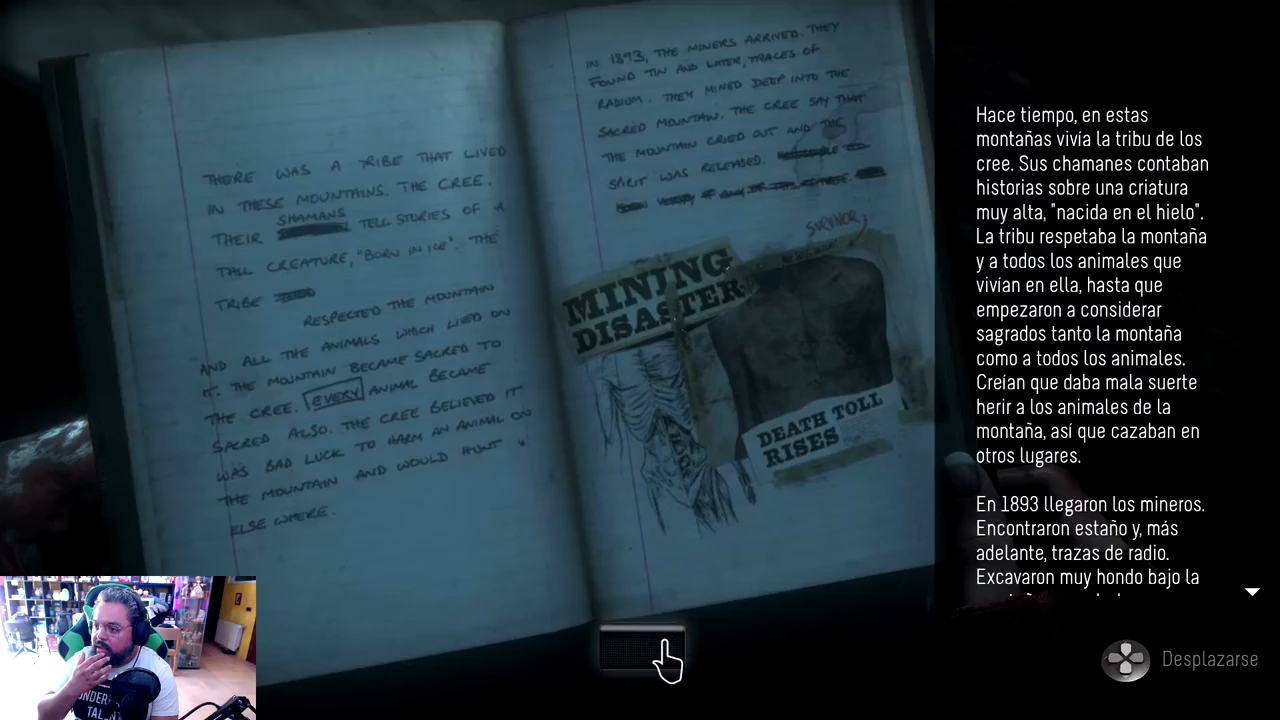 THERE WAS A TRIBE THAT LIVED
IN THESE MOUNTAINS. THE CREE.
SHAMANS
THEIR TELL STORIES OF A
TALL CREATURE, "BORN IN ICE". THE
TRIBE
RESPECTED THE MOUNTAIN
AND ALL THE ANIMALS WHICH LIVED ON
IT. THE MOUNTAIN BECAME SACRED TO
THE CREE. EVERY ANIMAL BECAME
SACRED ALSO. THE CREE BELIEVED IT
WAS BAD LUCK TO HARM AN ANIMAL ON
THE MOUNTAIN AND WOULD HUNT
ELSE WHERE.
IN 1893, THE MINERS ARRIVED. THEY
FOUND TIN AND LATER, TRACES OF
RADIUM. THEY MINED DEEP INTO THE
SACRED MOUNTAIN. THE CREE SAY THAT
THE MOUNTAIN CRIED OUT AND THE
SPIRIT WAS RELEASED.
SURVIVOR
MINING
DISASTER
DEATH TOLL
RISES
Hace tiempo, en estas
montañas vivía la tribu de los
cree. Sus chamanes contaban
historias sobre una criatura
muy alta, "nacida en el hielo".
La tribu respetaba la montaña
y a todos los animales que
vivían en ella, hasta que
empezaron a considerar
sagrados tanto la montaña
como a todos los animales.
Creían que daba mala suerte
herir a los animales de la
montaña, así que cazaban en
otros lugares.
En 1893 llegaron los mineros.
Encontraron estaño y, más
adelante, trazas de radio.
Excavaron muy hondo bajo la
Desplazarse